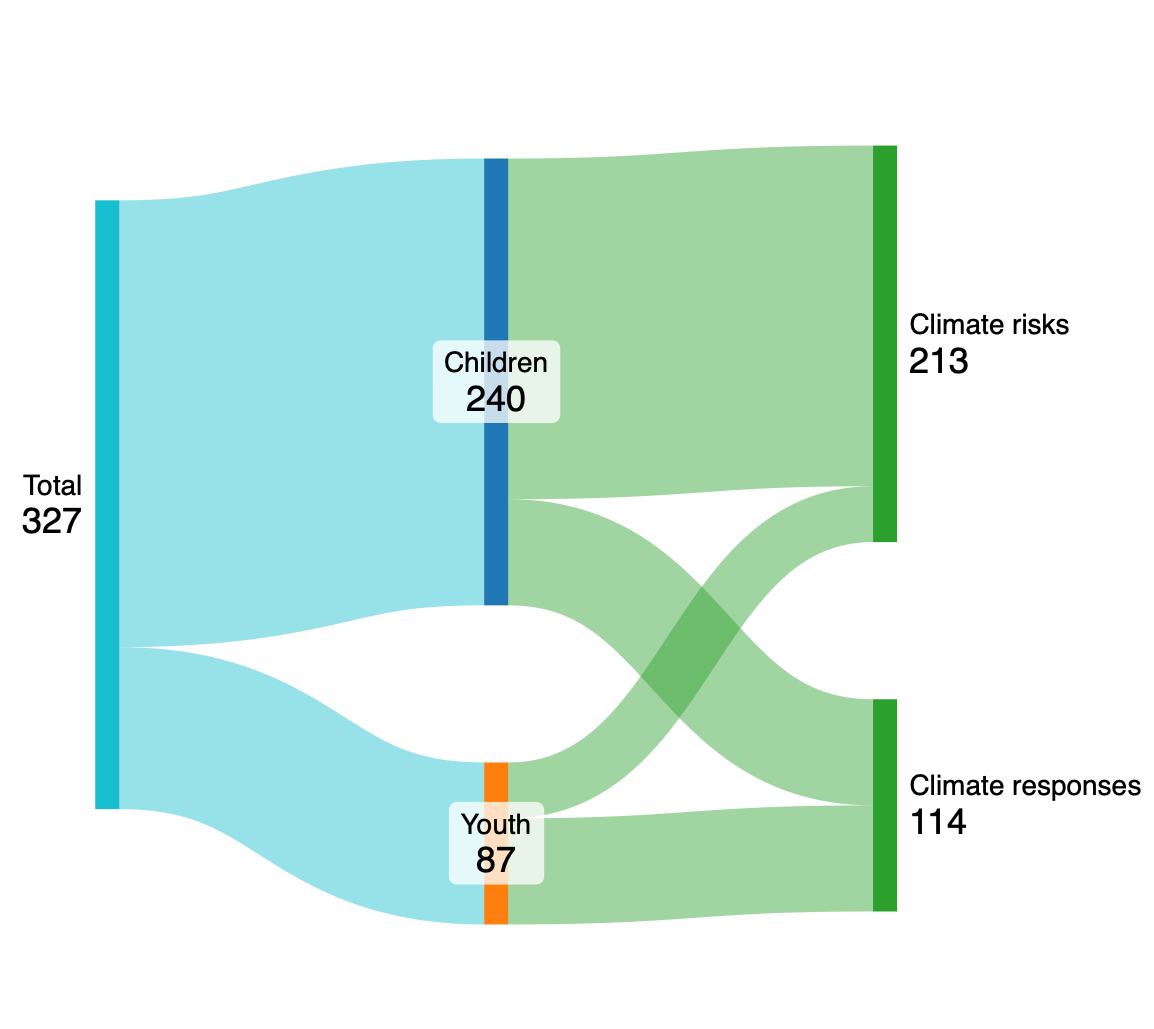 Total
327
Children
240
Youth
87
Climate risks
213
Climate responses
114